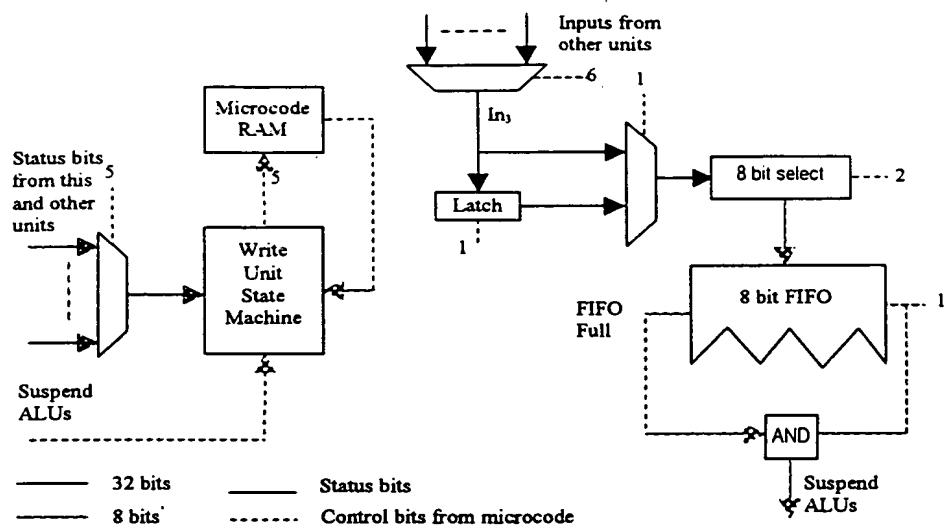 Inputs from
other units
6
1
In₃
Microcode
RAM
5
Status bits
from this
and other
units
5
8 bit select
2
Latch
1
Write
Unit
State
Machine
8 bit FIFO
1
FIFO
Full
Suspend
ALUs
AND
Suspend
ALUs
32 bits
Status bits
8 bits
Control bits from microcode